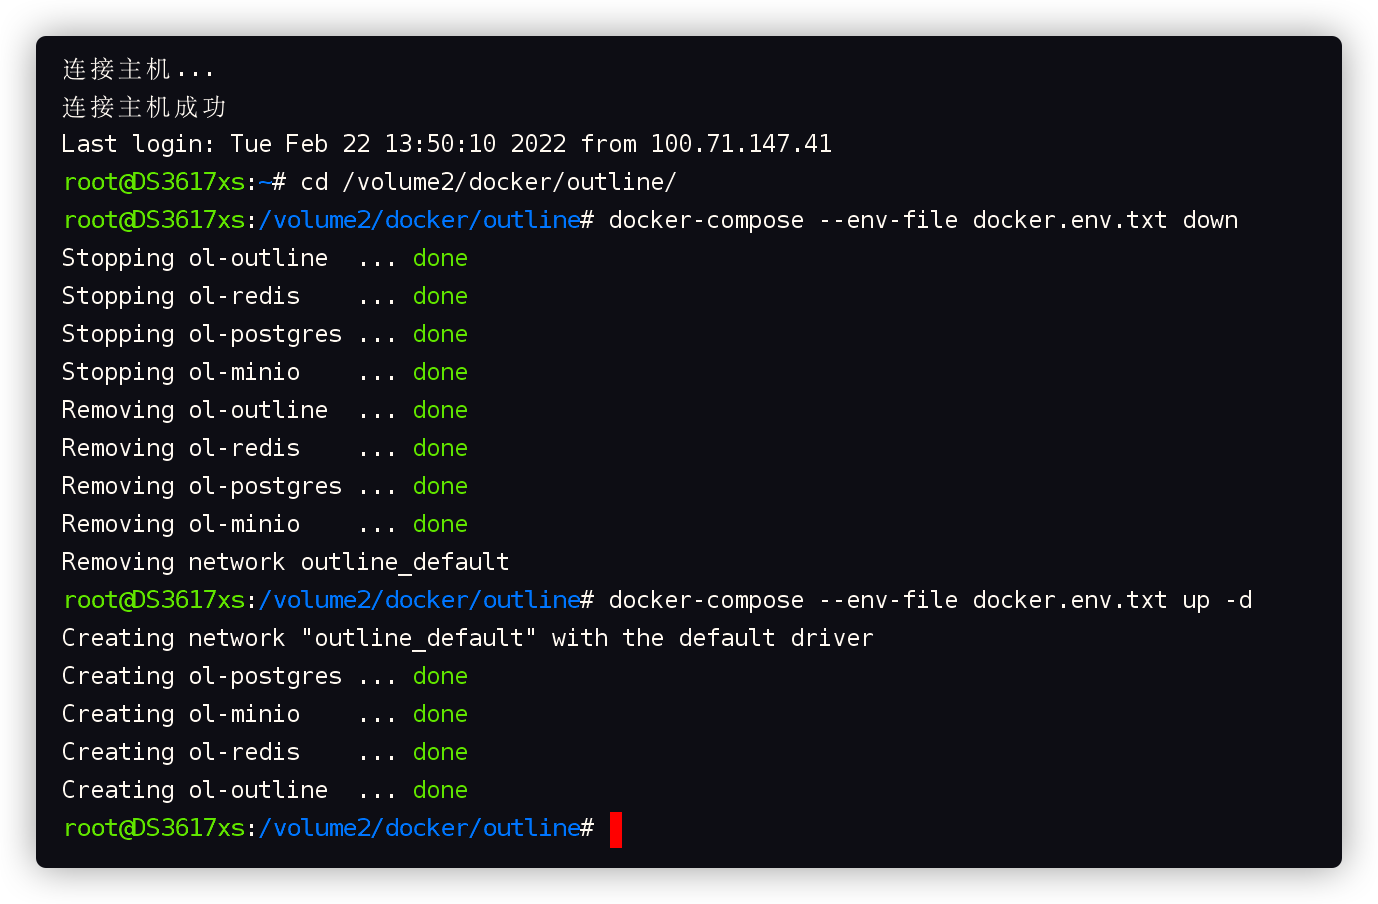 连接主机...
连接主机成功
Last login: Tue Feb 22 13:50:10 2022 from 100.71.147.41
root@DS3617xs:~# cd /volume2/docker/outline/
root@DS3617xs:/volume2/docker/outline# docker-compose --env-file docker.env.txt down
Stopping ol-outline  ... done
Stopping ol-redis    ... done
Stopping ol-postgres ... done
Stopping ol-minio    ... done
Removing ol-outline  ... done
Removing ol-redis    ... done
Removing ol-postgres ... done
Removing ol-minio    ... done
Removing network outline_default
root@DS3617xs:/volume2/docker/outline# docker-compose --env-file docker.env.txt up -d
Creating network "outline_default" with the default driver
Creating ol-postgres ... done
Creating ol-minio    ... done
Creating ol-redis    ... done
Creating ol-outline  ... done
root@DS3617xs:/volume2/docker/outline#